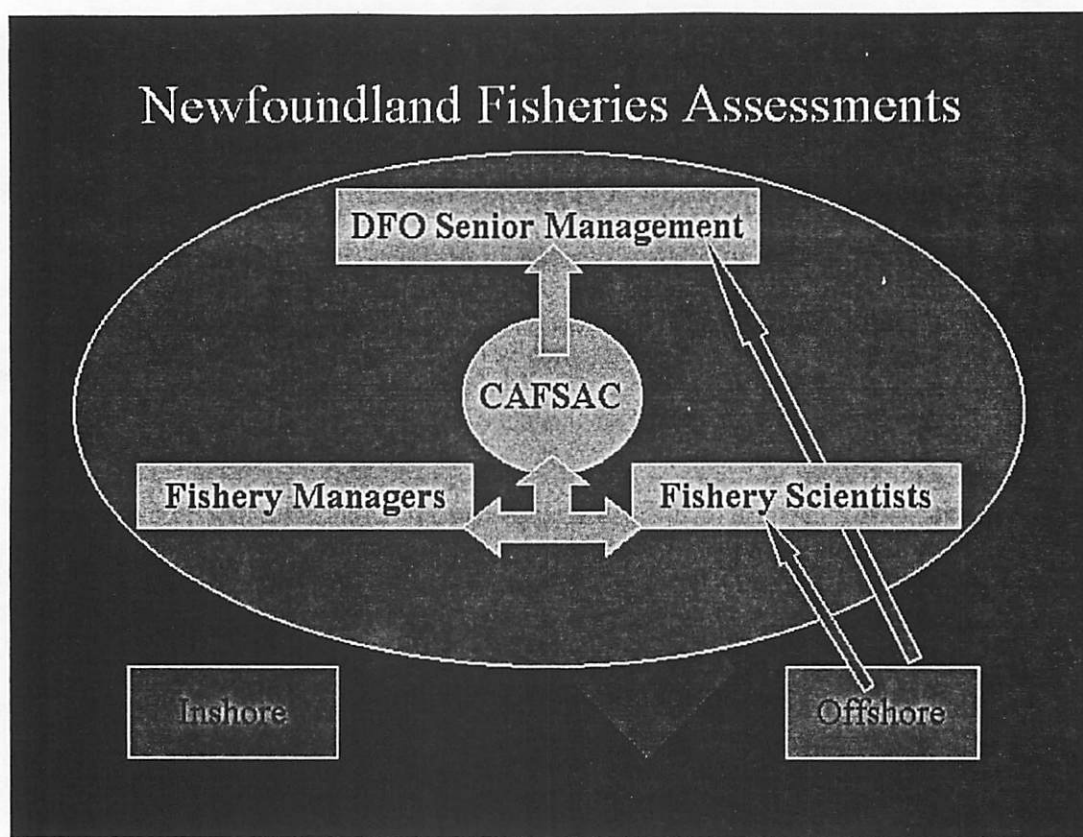 Newfoundland Fisheries Assessments
DFO Senior Management
CAFSAC
Fishery Managers
Fishery Scientists
Inshore
Offshore